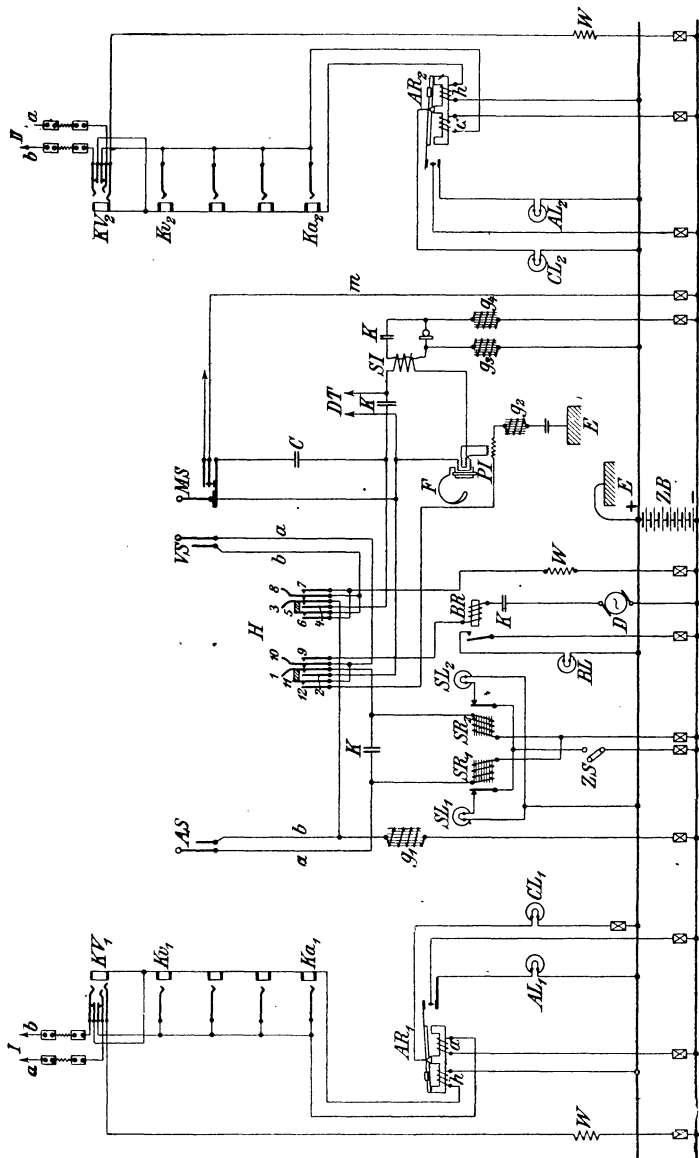 I
a b
KV₁
Kv₁
Ka₁
AR₁
h a
AL₁
CL₁
W
AS
a b
g₁
K
H
1 10
11
12 2 9
3 8
5
6 4 7
VS
b a
MS
C
DT
K
F
PI
SI
K
g₃
g₄
g₂
E
m
SL₁
SR₁
SR₂
SL₂
ZS
BR
BL
K
D
W
E
+
ZB
-
II
b a
KV₂
Kv₂
Ka₂
AR₂
a h
CL₂
AL₂
W